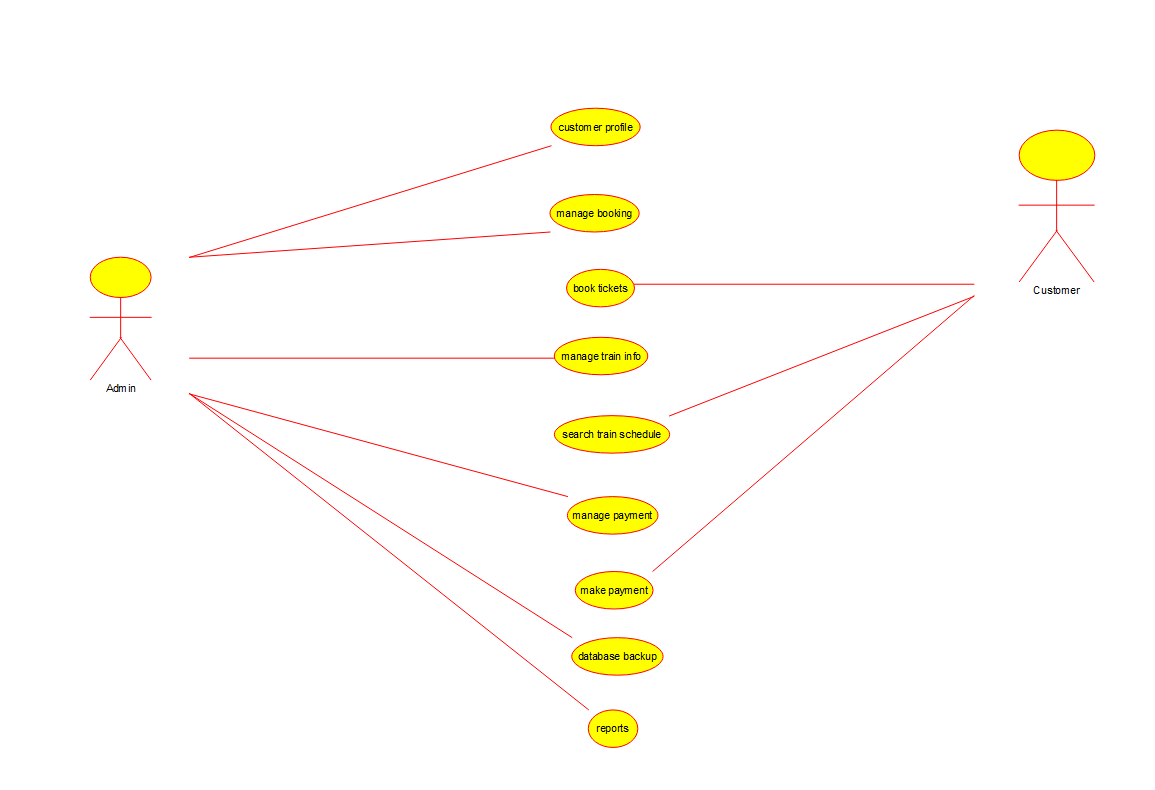 customer profile
manage booking
book tickets
Customer
manage train info
Admin
search train schedule
manage payment
make payment
database backup
reports